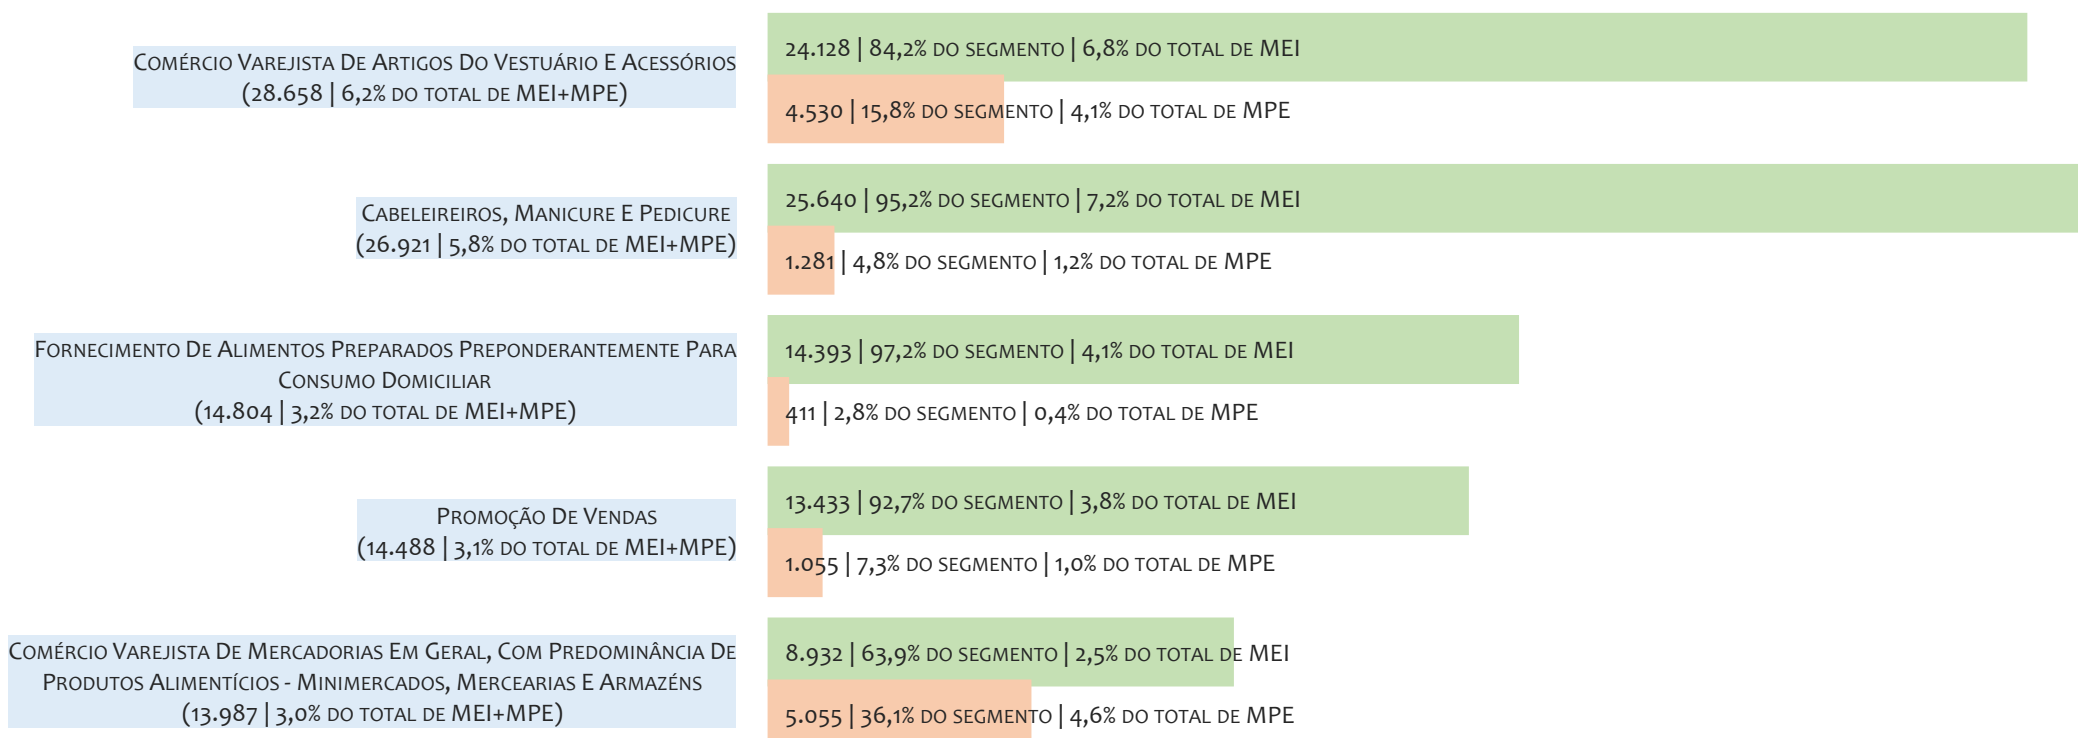 Comércio Varejista De Artigos Do Vestuário E Acessórios
(28.658 | 6,2% do total de MEI+MPE)
24.128 | 84,2% do segmento | 6,8% do total de MEI
4.530 | 15,8% do segmento | 4,1% do total de MPE
Cabeleireiros, Manicure E Pedicure
(26.921 | 5,8% do total de MEI+MPE)
25.640 | 95,2% do segmento | 7,2% do total de MEI
1.281 | 4,8% do segmento | 1,2% do total de MPE
Fornecimento De Alimentos Preparados Preponderantemente Para
Consumo Domiciliar
(14.804 | 3,2% do total de MEI+MPE)
14.393 | 97,2% do segmento | 4,1% do total de MEI
411 | 2,8% do segmento | 0,4% do total de MPE
Promoção De Vendas
(14.488 | 3,1% do total de MEI+MPE)
13.433 | 92,7% do segmento | 3,8% do total de MEI
1.055 | 7,3% do segmento | 1,0% do total de MPE
Comércio Varejista De Mercadorias Em Geral, Com Predominância De
Produtos Alimentícios - Minimercados, Mercearias E Armazéns
(13.987 | 3,0% do total de MEI+MPE)
8.932 | 63,9% do segmento | 2,5% do total de MEI
5.055 | 36,1% do segmento | 4,6% do total de MPE